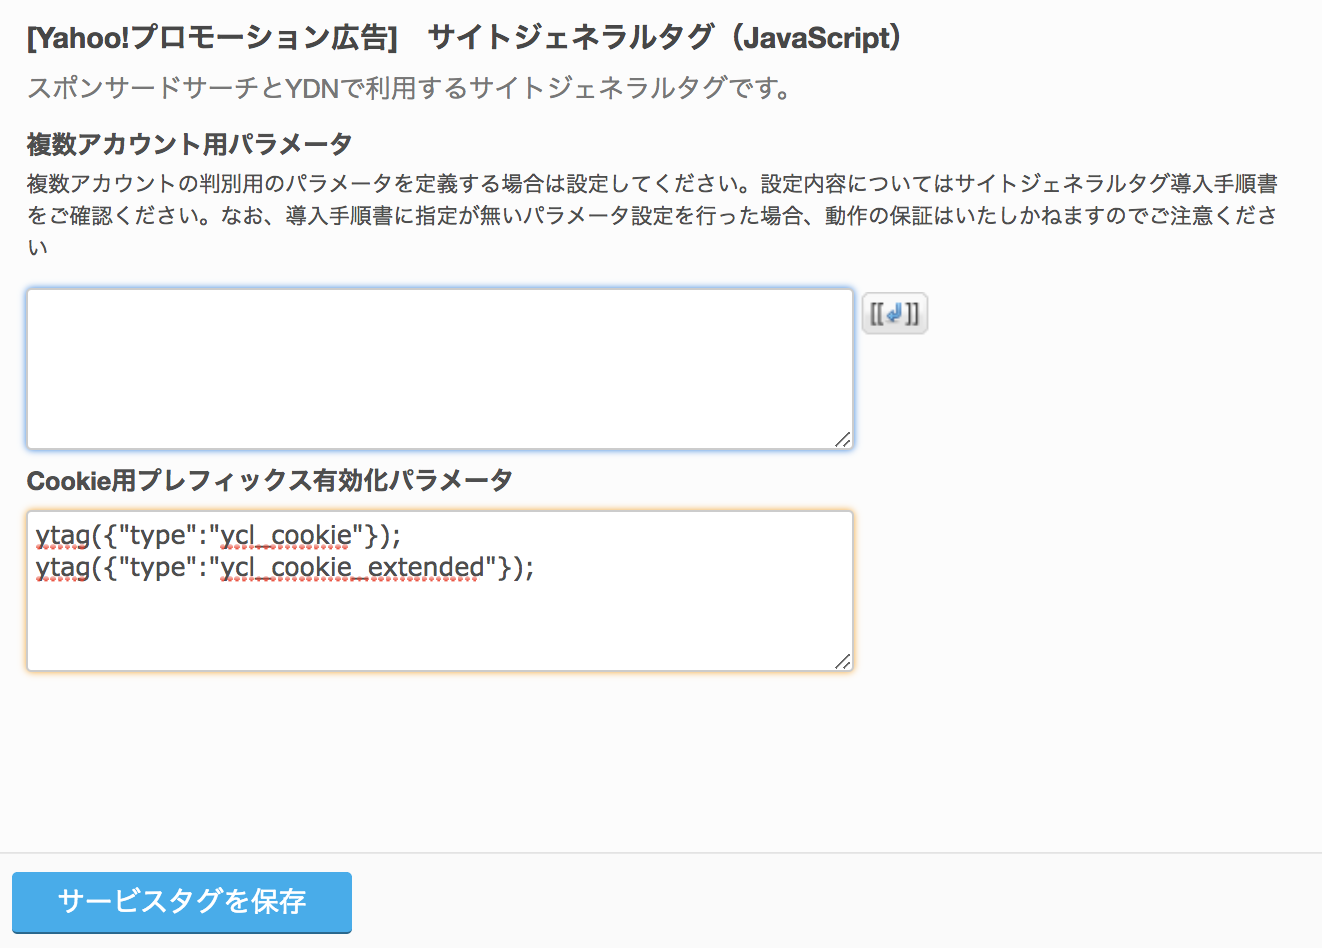 [Yahoo!プロモーション広告]　サイトジェネラルタグ（JavaScript）
スポンサードサーチとYDNで利用するサイトジェネラルタグです。
複数アカウント用パラメータ
複数アカウントの判別用のパラメータを定義する場合は設定してください。設定内容についてはサイトジェネラルタグ導入手順書
をご確認ください。なお、導入手順書に指定が無いパラメータ設定を行った場合、動作の保証はいたしかねますのでご注意くださ
い
[[ ]]
Cookie用プレフィックス有効化パラメータ
ytag({"type":"ycl_cookie"});
ytag({"type":"ycl_cookie_extended"});
サービスタグを保存